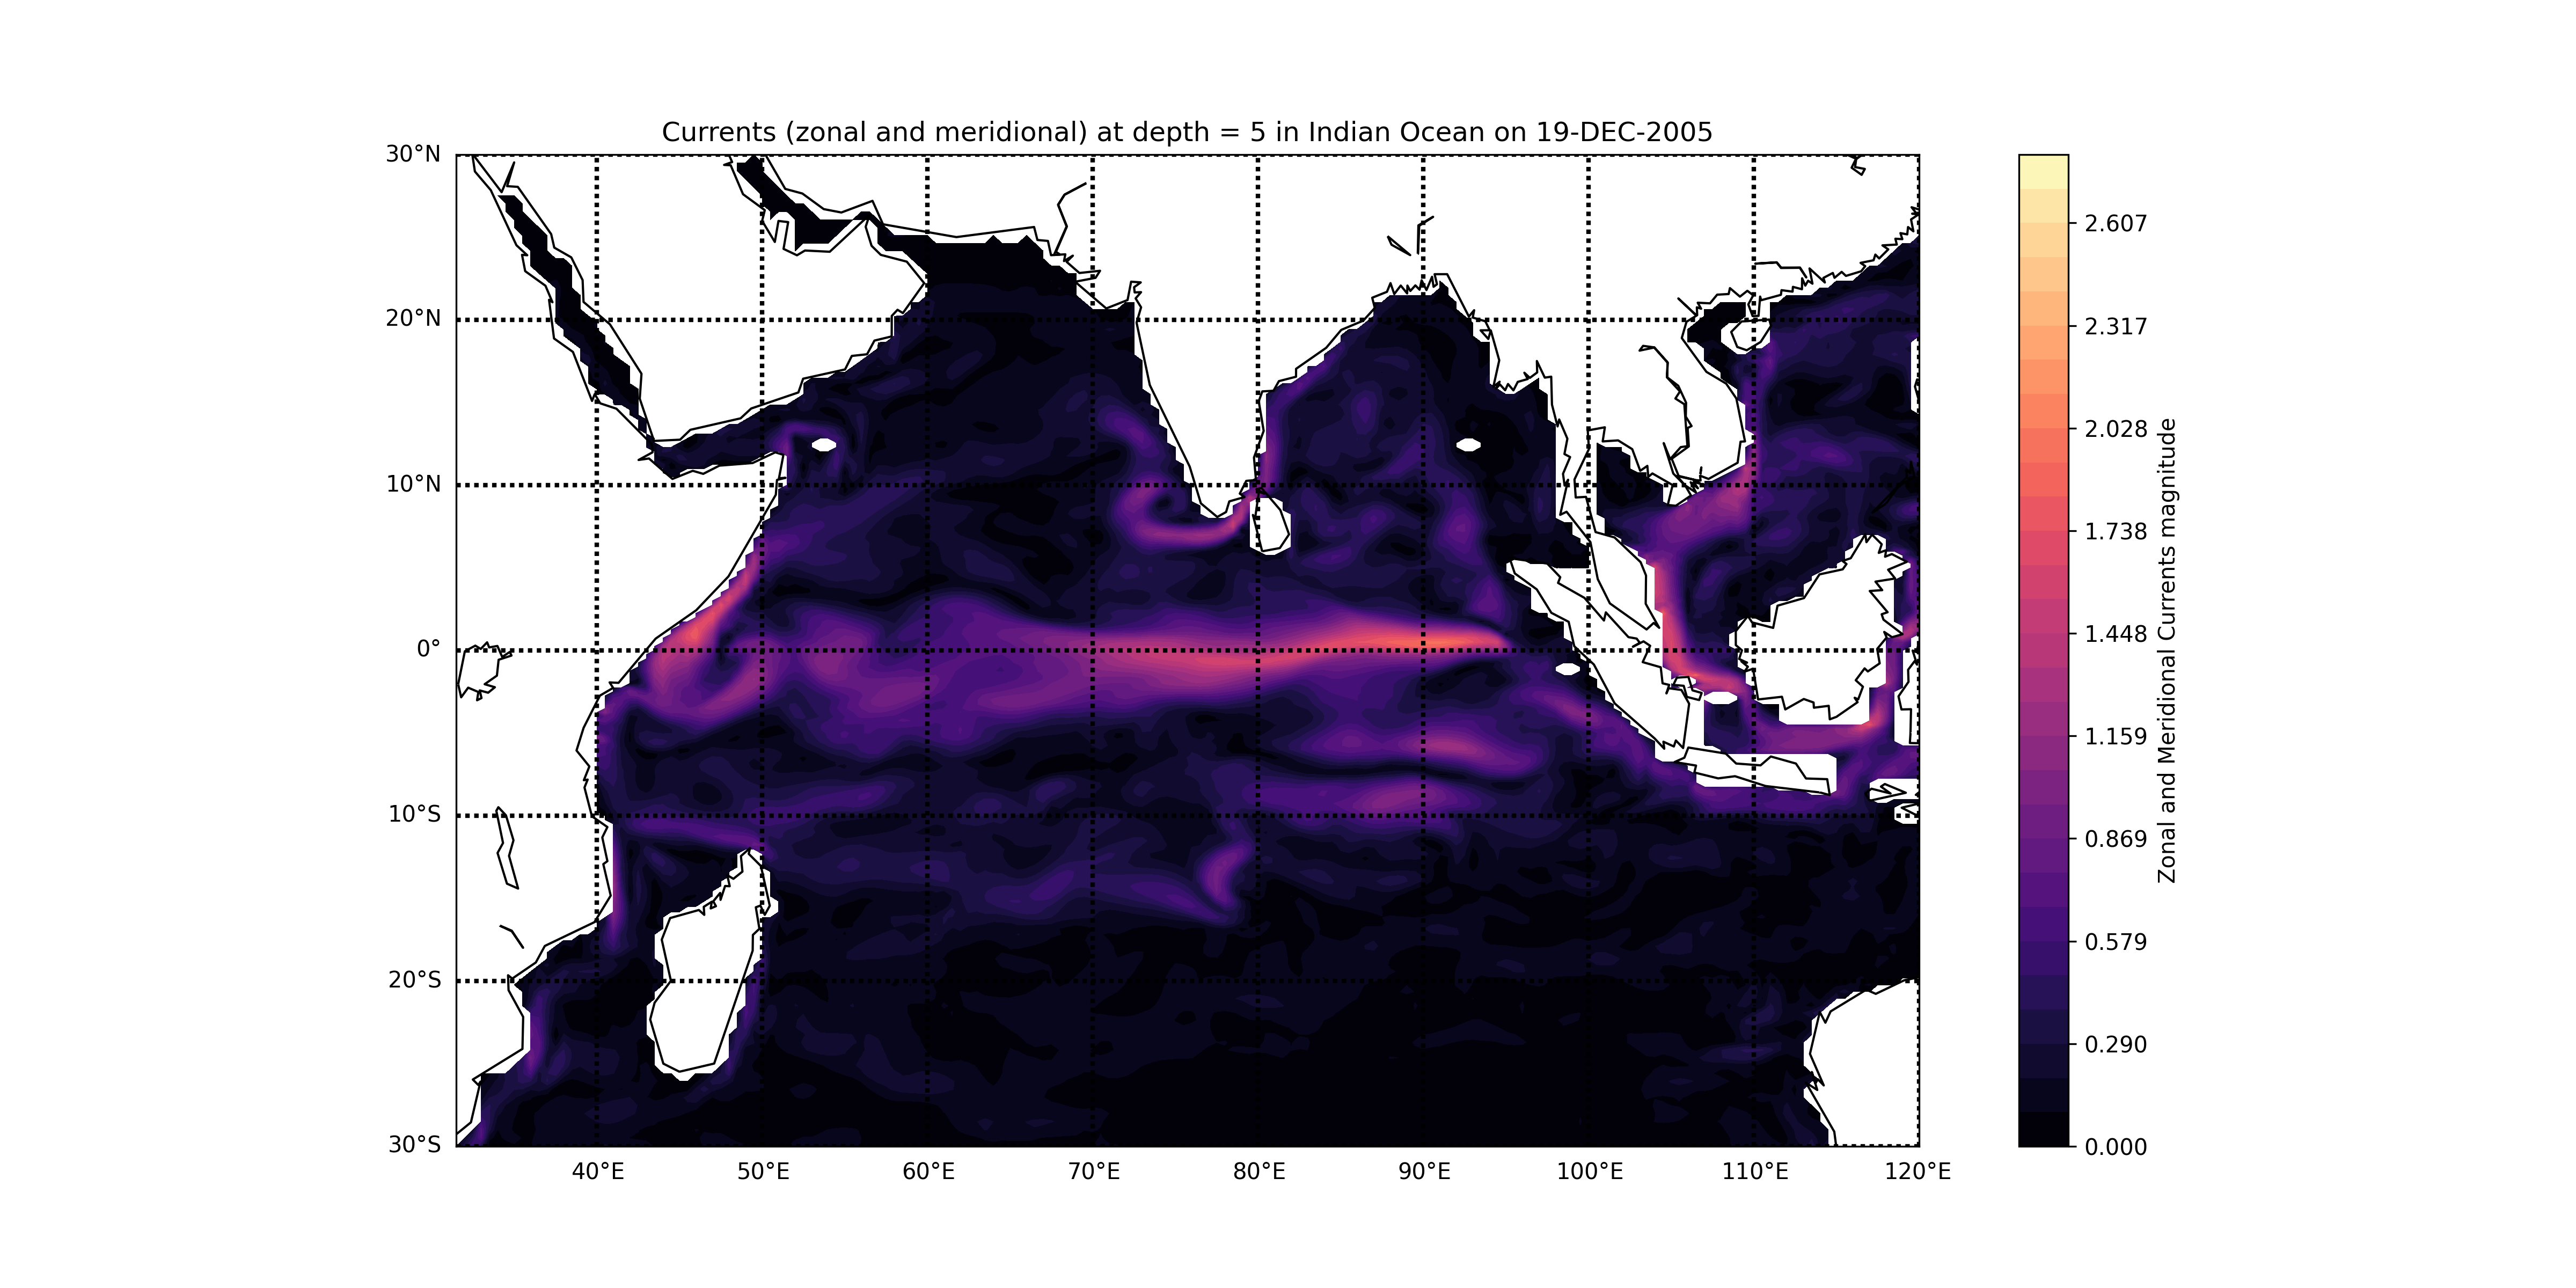 Currents (zonal and meridional) at depth = 5 in Indian Ocean on 19-DEC-2005
30°N
20°N
10°N
0°
10°S
20°S
30°S
40°E
50°E
60°E
70°E
80°E
90°E
100°E
110°E
120°E
2.607
2.317
2.028
1.738
1.448
1.159
0.869
0.579
0.290
0.000
Zonal and Meridional Currents magnitude